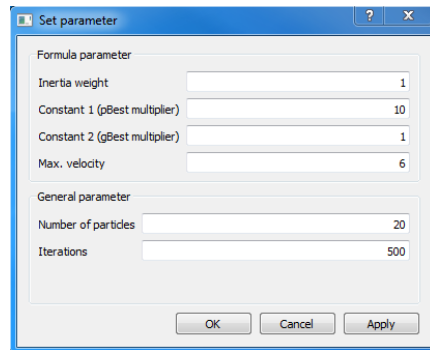 Set parameter
Formula parameter
Inertia weight 1
Constant 1 (pBest multiplier) 10
Constant 2 (gBest multiplier) 1
Max. velocity 6
General parameter
Number of particles 20
Iterations 500
OK Cancel Apply